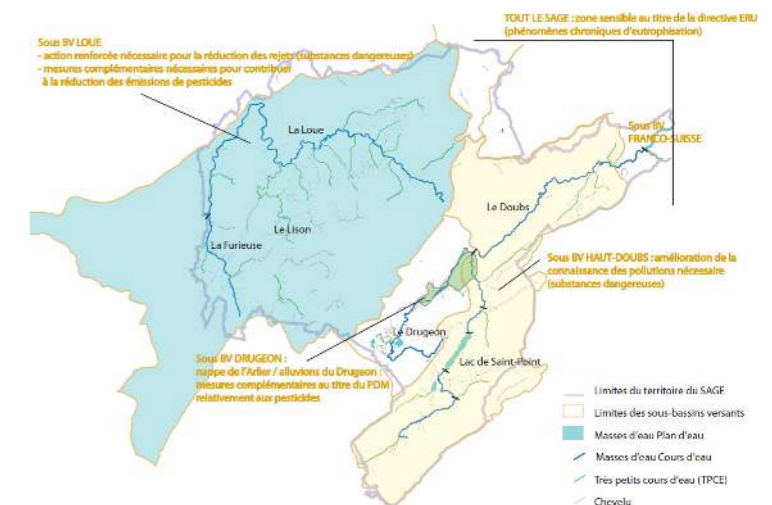 TOUT LE SAGE : zone sensible au titre de la directive ERU
(phénomènes chroniques d'eutrophisation)
Sous BV LOUE
- action renforcée nécessaire pour la réduction des rejets (substances dangereuses)
- mesures complémentaires nécessaires pour contribuer
à la réduction des émissions de pesticides
Sous BV
FRANCO-SUISSE
La Loue
Le Doubs
Le Lison
La Furieuse
Sous BV HAUT-DOUBS : amélioration de la
connaissance des pollutions nécessaire
(substances dangereuses)
Le Drugeon
Lac de Saint-Point
Sous BV DRUGEON :
nappe de l'Arlier / alluvions du Drugeon :
mesures complémentaires au titre du PDM
relativement aux pesticides
Limites du territoire du SAGE
Limites des sous-bassins versants
Masses d'eau Plan d'eau
Masses d'eau Cours d'eau
Très petits cours d'eau (TPCE)
Chevelu